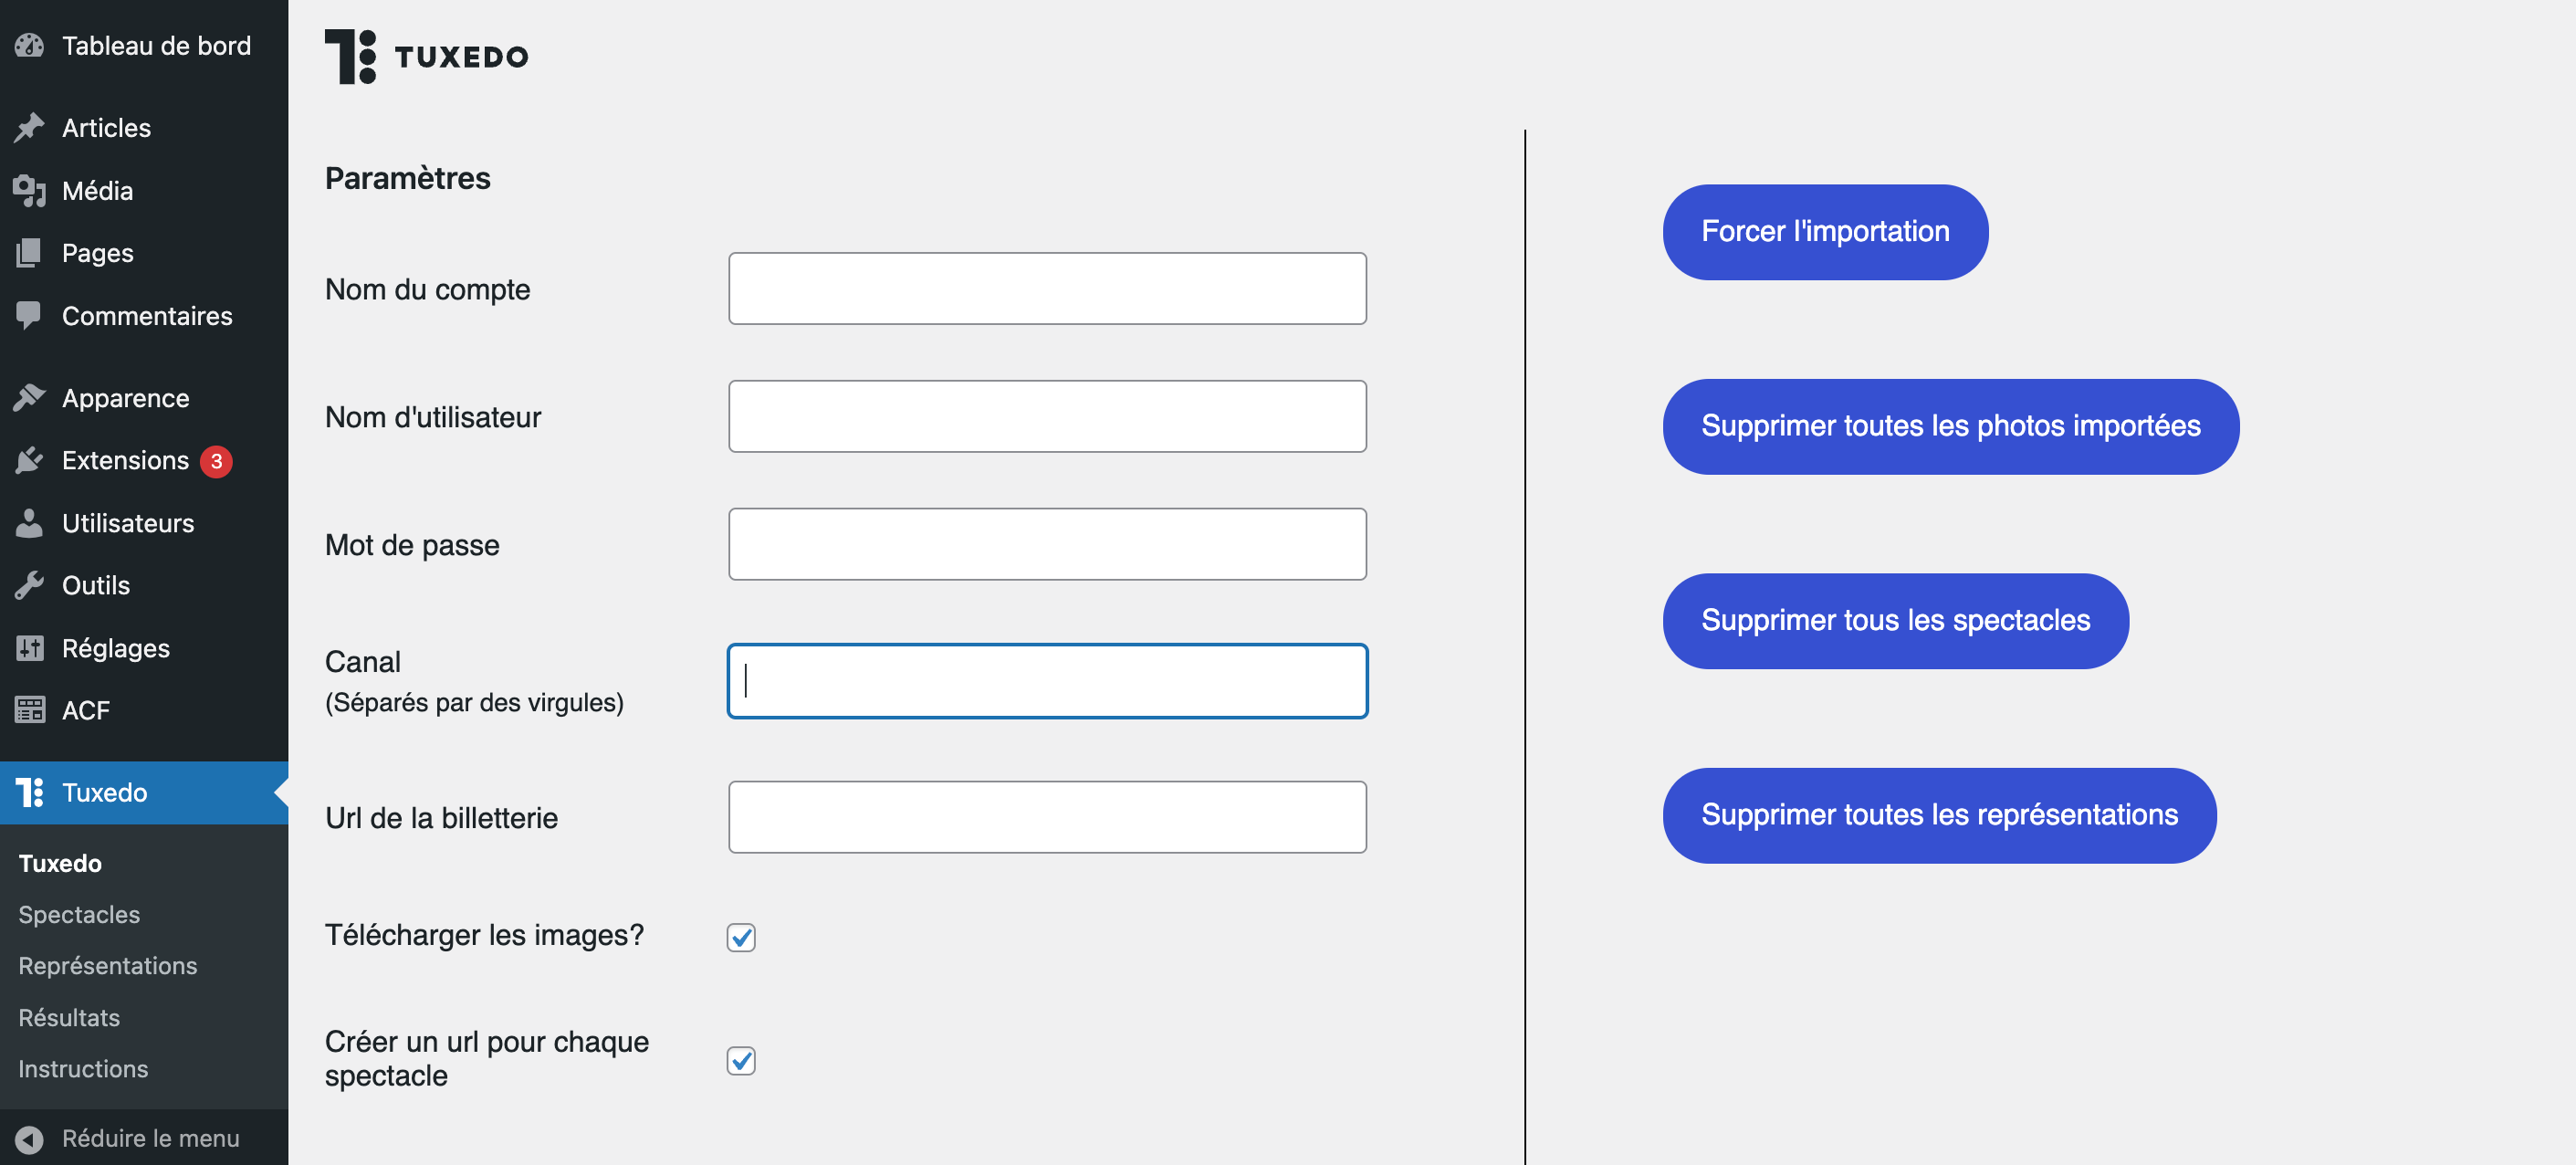 Tableau de bord
Articles
Média
Pages
Commentaires
Apparence
Extensions 3
Utilisateurs
Outils
Réglages
ACF
Tuxedo
Tuxedo
Spectacles
Représentations
Résultats
Instructions
Réduire le menu
TUXEDO
Paramètres
Nom du compte
Nom d'utilisateur
Mot de passe
Canal
(Séparés par des virgules)
Url de la billetterie
Télécharger les images?
Créer un url pour chaque
spectacle
Forcer l'importation
Supprimer toutes les photos importées
Supprimer tous les spectacles
Supprimer toutes les représentations